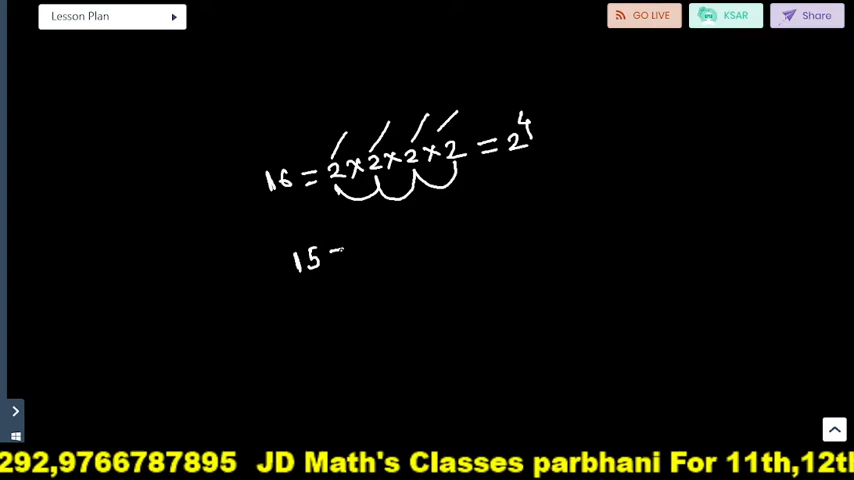 Lesson Plan
GO LIVE
KSAR
Share
16 = 2 × 2 × 2 × 2 = 2⁴
15 -
292,9766787895 JD Math's Classes parbhani For 11th,12th